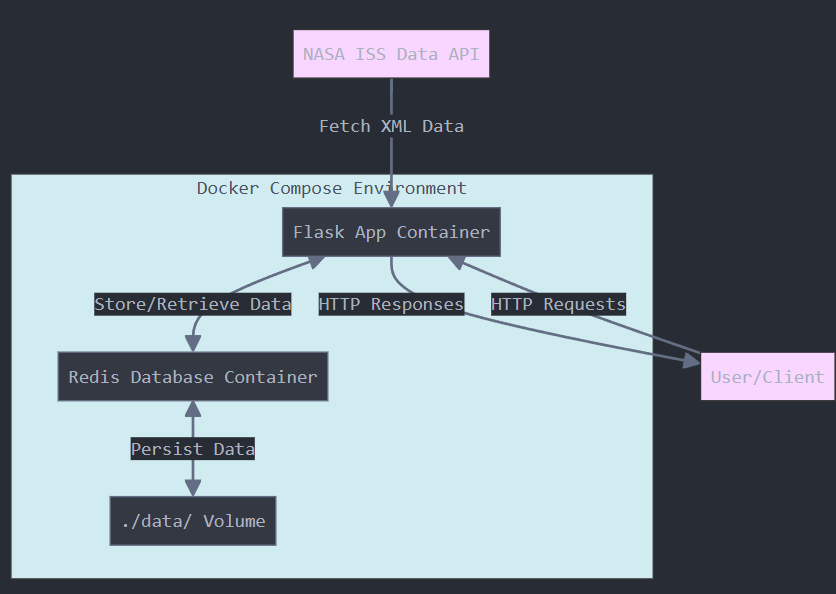 NASA ISS Data API
Fetch XML Data
Docker Compose Environment
Flask App Container
Store/Retrieve Data
HTTP Responses
HTTP Requests
Redis Database Container
User/Client
Persist Data
./data/ Volume